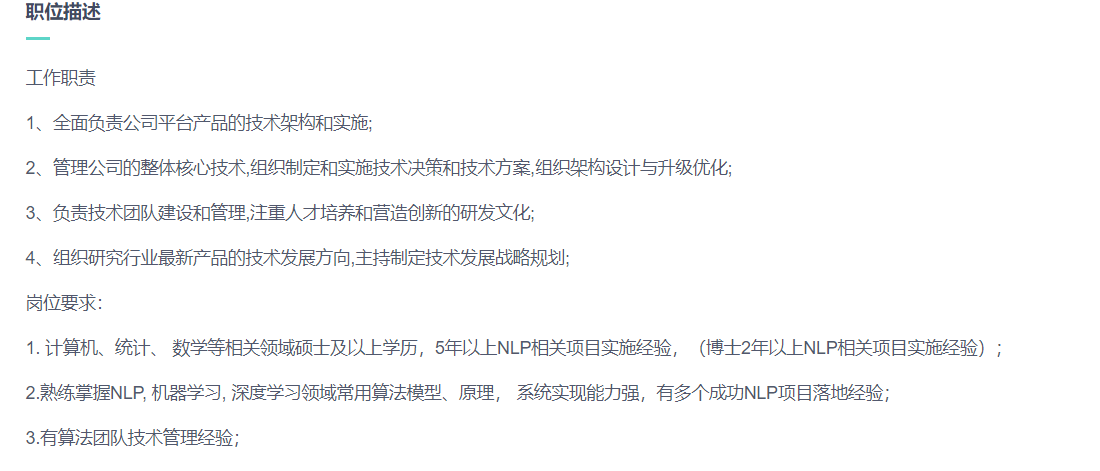 职位描述
工作职责
1、全面负责公司平台产品的技术架构和实施;
2、管理公司的整体核心技术,组织制定和实施技术决策和技术方案,组织架构设计与升级优化;
3、负责技术团队建设和管理,注重人才培养和营造创新的研发文化;
4、组织研究行业最新产品的技术发展方向,主持制定技术发展战略规划;
岗位要求：
1. 计算机、统计、 数学等相关领域硕士及以上学历，5年以上NLP相关项目实施经验，（博士2年以上NLP相关项目实施经验）；
2.熟练掌握NLP, 机器学习, 深度学习领域常用算法模型、原理， 系统实现能力强，有多个成功NLP项目落地经验；
3.有算法团队技术管理经验；